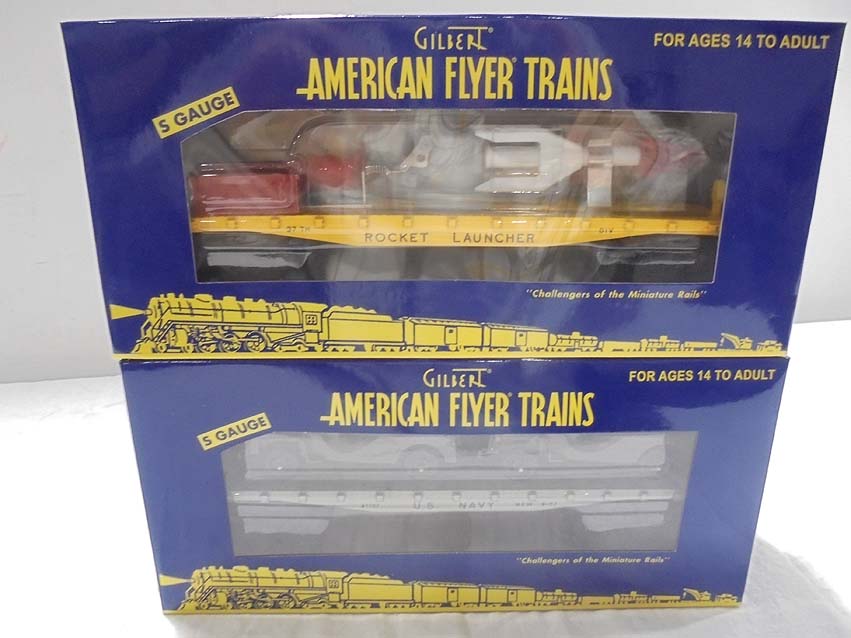 GILBERT
FOR AGES 14 TO ADULT
AMERICAN FLYER® TRAINS
S GAUGE
27TH ROCKET LAUNCHER DIV.
"Challengers of the Miniature Rails"
GILBERT
FOR AGES 14 TO ADULT
AMERICAN FLYER® TRAINS
S GAUGE
U.S. NAVY
"Challengers of the Miniature Rails"